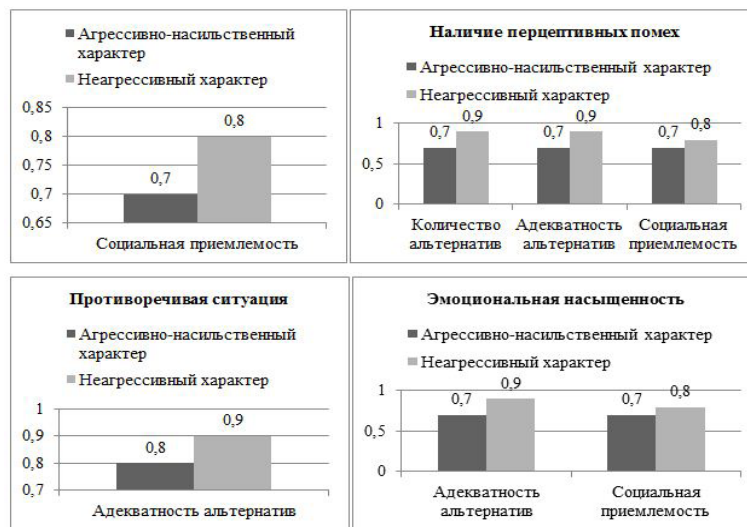 Агрессивно-насильственный
характер
Неагрессивный характер
0,85
0,8
0,75
0,7
0,65
0,7
0,8
Социальная приемлемость
Наличие перцептивных помех
Агрессивно-насильственный характер
Неагрессивный характер
1
0,5
0
0,7 0,9 0,7 0,9 0,7 0,8
Количество Адекватность Социальная
альтернатив альтернатив приемлемость
Противоречивая ситуация
Агрессивно-насильственный
характер
Неагрессивный характер
1
0,9
0,8
0,7
0,8
0,9
Адекватность альтернатив
Эмоциональная насыщенность
Агрессивно-насильственный характер
Неагрессивный характер
1
0,5
0
0,7 0,9 0,7 0,8
Адекватность Социальная
альтернатив приемлемость